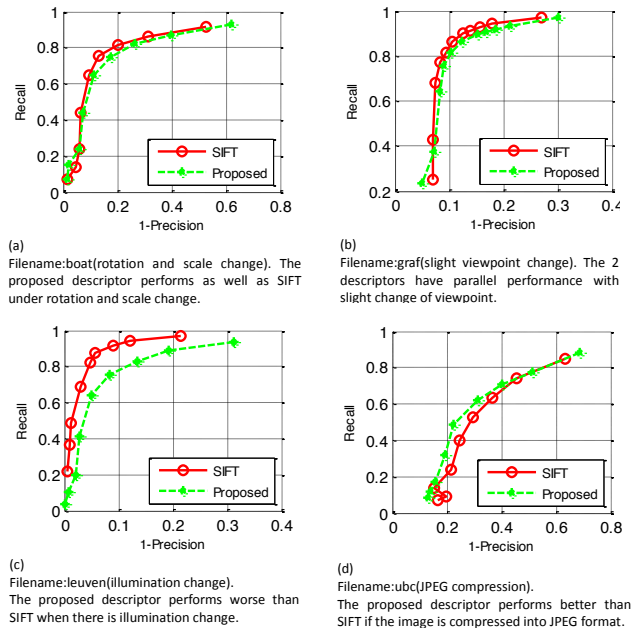 1
0.8
0.6
0.4
0.2
0
Recall
SIFT
Proposed
0 0.2 0.4 0.6 0.8
1-Precision
(a)
Filename:boat(rotation and scale change). The
proposed descriptor performs as well as SIFT
under rotation and scale change.
1
0.8
0.6
0.4
0.2
Recall
SIFT
Proposed
0 0.1 0.2 0.3 0.4
1-Precision
(b)
Filename:graf(slight viewpoint change). The 2
descriptors have parallel performance with
slight change of viewpoint.
1
0.8
0.6
0.4
0.2
0
Recall
SIFT
Proposed
0 0.1 0.2 0.3 0.4
1-Precision
(c)
Filename:leuven(illumination change).
The proposed descriptor performs worse than
SIFT when there is illumination change.
1
0.8
0.6
0.4
0.2
0
Recall
SIFT
Proposed
0 0.2 0.4 0.6 0.8
1-Precision
(d)
Filename:ubc(JPEG compression).
The proposed descriptor performs better than
SIFT if the image is compressed into JPEG format.